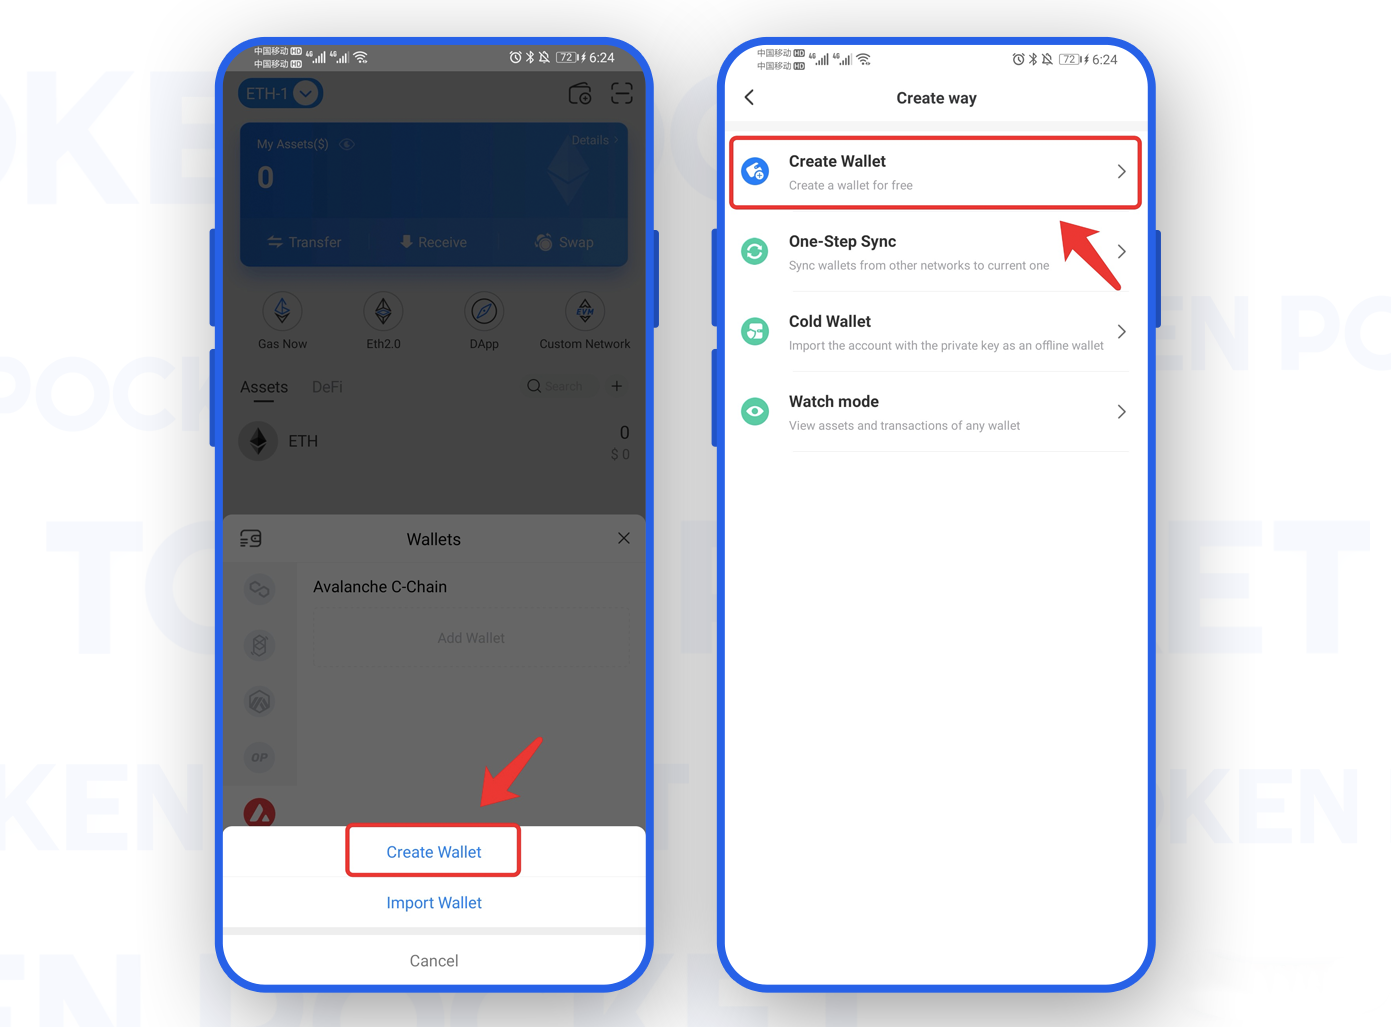 中国移动 HD
中国移动 HD
4G 4G
72
6:24
ETH-1
My Assets($)
Details
0
Transfer
Receive
Swap
EVM
Gas Now
Eth2.0
DApp
Custom Network
Assets
DeFi
Search
+
ETH
0
$ 0
Wallets
Avalanche C-Chain
Add Wallet
OP
Create Wallet
Import Wallet
Cancel
中国移动 HD
中国移动 HD
4G 4G
72
6:24
Create way
Create Wallet
Create a wallet for free
One-Step Sync
Sync wallets from other networks to current one
Cold Wallet
Import the account with the private key as an offline wallet
Watch mode
View assets and transactions of any wallet